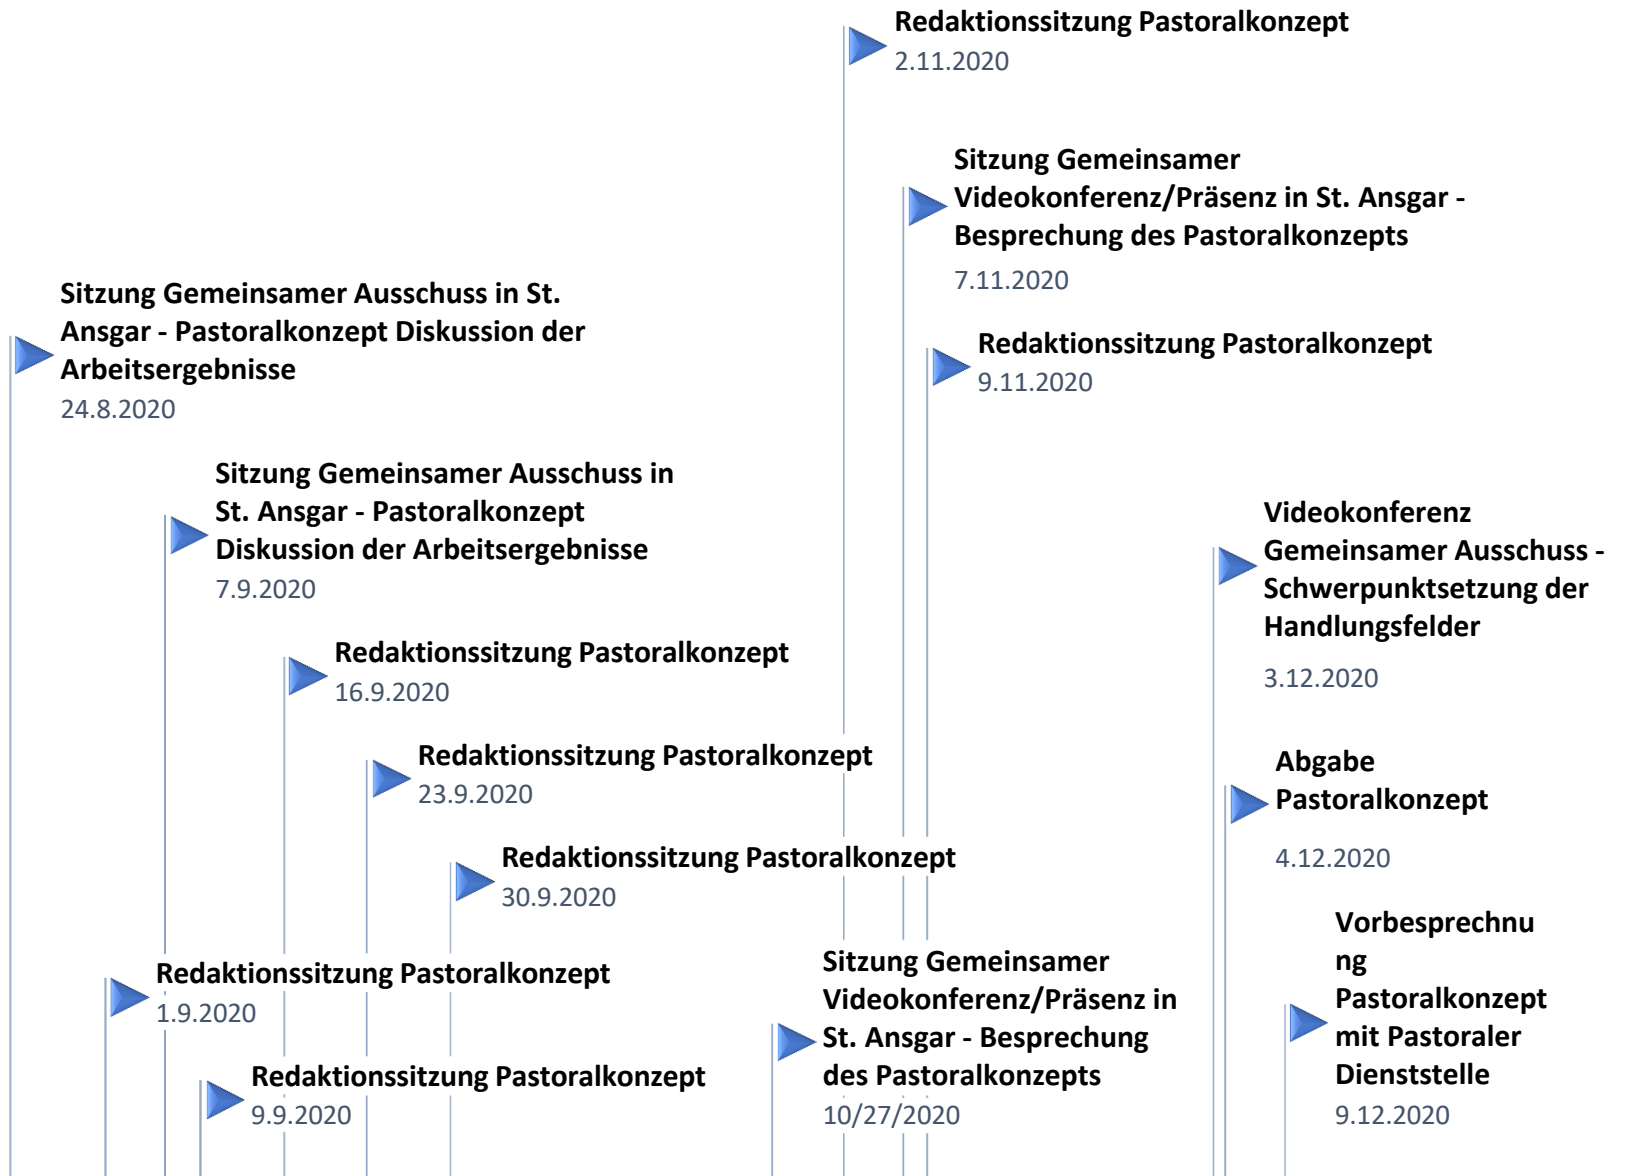 Redaktionssitzung Pastoralkonzept
2.11.2020
Sitzung Gemeinsamer
Videokonferenz/Präsenz in St. Ansgar -
Besprechung des Pastoralkonzepts
7.11.2020
Sitzung Gemeinsamer Ausschuss in St.
Ansgar - Pastoralkonzept Diskussion der
Arbeitsergebnisse
24.8.2020
Redaktionssitzung Pastoralkonzept
9.11.2020
Sitzung Gemeinsamer Ausschuss in
St. Ansgar - Pastoralkonzept
Diskussion der Arbeitsergebnisse
7.9.2020
Videokonferenz
Gemeinsamer Ausschuss -
Schwerpunktsetzung der
Handlungsfelder
3.12.2020
Redaktionssitzung Pastoralkonzept
16.9.2020
Redaktionssitzung Pastoralkonzept
23.9.2020
Abgabe
Pastoralkonzept
4.12.2020
Redaktionssitzung Pastoralkonzept
30.9.2020
Redaktionssitzung Pastoralkonzept
1.9.2020
Sitzung Gemeinsamer
Videokonferenz/Präsenz in
St. Ansgar - Besprechung
des Pastoralkonzepts
10/27/2020
Vorbesprechnu
ng
Pastoralkonzept
mit Pastoraler
Dienststelle
9.12.2020
Redaktionssitzung Pastoralkonzept
9.9.2020